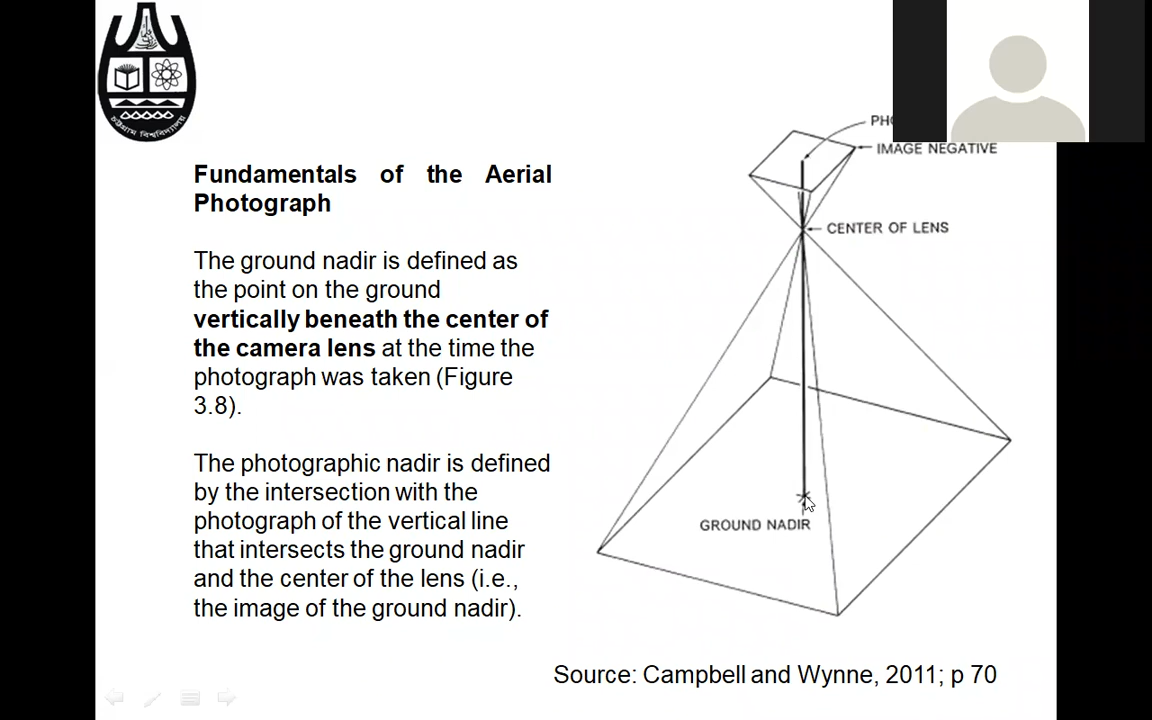 চট্টগ্রাম বিশ্ববিদ্যালয়
Fundamentals of the Aerial
Photograph
The ground nadir is defined as
the point on the ground
vertically beneath the center of
the camera lens at the time the
photograph was taken (Figure
3.8).
The photographic nadir is defined
by the intersection with the
photograph of the vertical line
that intersects the ground nadir
and the center of the lens (i.e.,
the image of the ground nadir).
IMAGE NEGATIVE
CENTER OF LENS
GROUND NADIR
Source: Campbell and Wynne, 2011; p 70